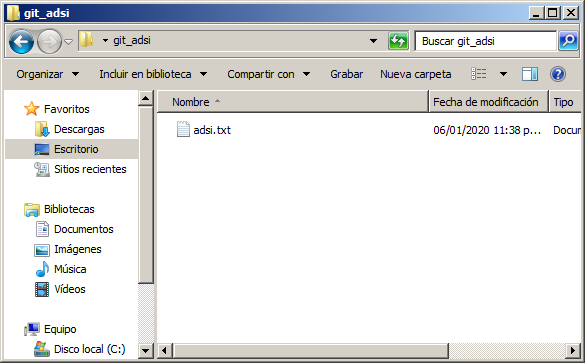 git_adsi
git_adsi
Buscar git_adsi
Organizar Incluir en biblioteca Compartir con Grabar Nueva carpeta
Favoritos
Descargas
Escritorio
Sitios recientes
Bibliotecas
Documentos
Imágenes
Música
Vídeos
Equipo
Disco local (C:)
Nombre Fecha de modificación Tipo
adsi.txt 06/01/2020 11:38 p... Docum